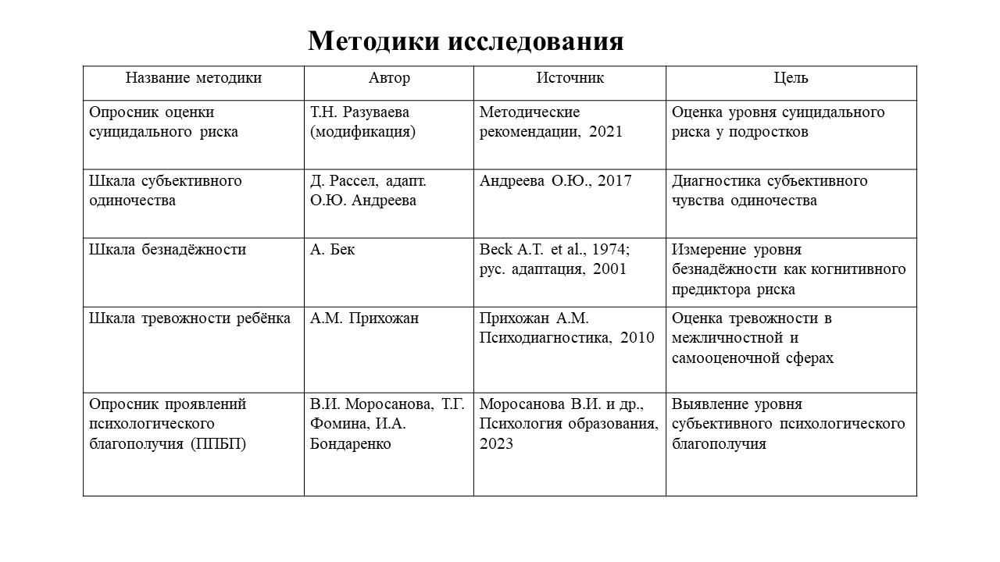 Методики исследования
Название методики
Автор
Источник
Цель
Опросник оценки
суицидального риска
Т.Н. Разуваева
(модификация)
Методические
рекомендации, 2021
Оценка уровня суицидального
риска у подростков
Шкала субъективного
одиночества
Д. Рассел, адапт.
О.Ю. Андреева
Андреева О.Ю., 2017
Диагностика субъективного
чувства одиночества
Шкала безнадёжности
А. Бек
Beck A.T. et al., 1974;
рус. адаптация, 2001
Измерение уровня
безнадёжности как когнитивного
предиктора риска
Шкала тревожности ребёнка
А.М. Прихожан
Прихожан А.М.
Психодиагностика, 2010
Оценка тревожности в
межличностной и
самооценочной сферах
Опросник проявлений
психологического
благополучия (ППБП)
В.И. Моросанова, Т.Г.
Фомина, И.А.
Бондаренко
Моросанова В.И. и др.,
Психология образования,
2023
Выявление уровня
субъективного психологического
благополучия